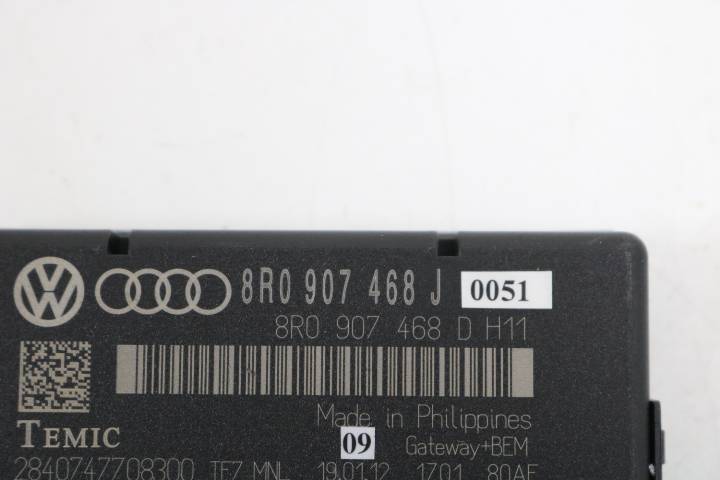 8R0 907 468 J 0051
8R0 907 468 D H11
Made in Philippines
TEMIC 09 Gateway+BEM
2840747708300 TF7 MNL 19.01.12 1701 80AF